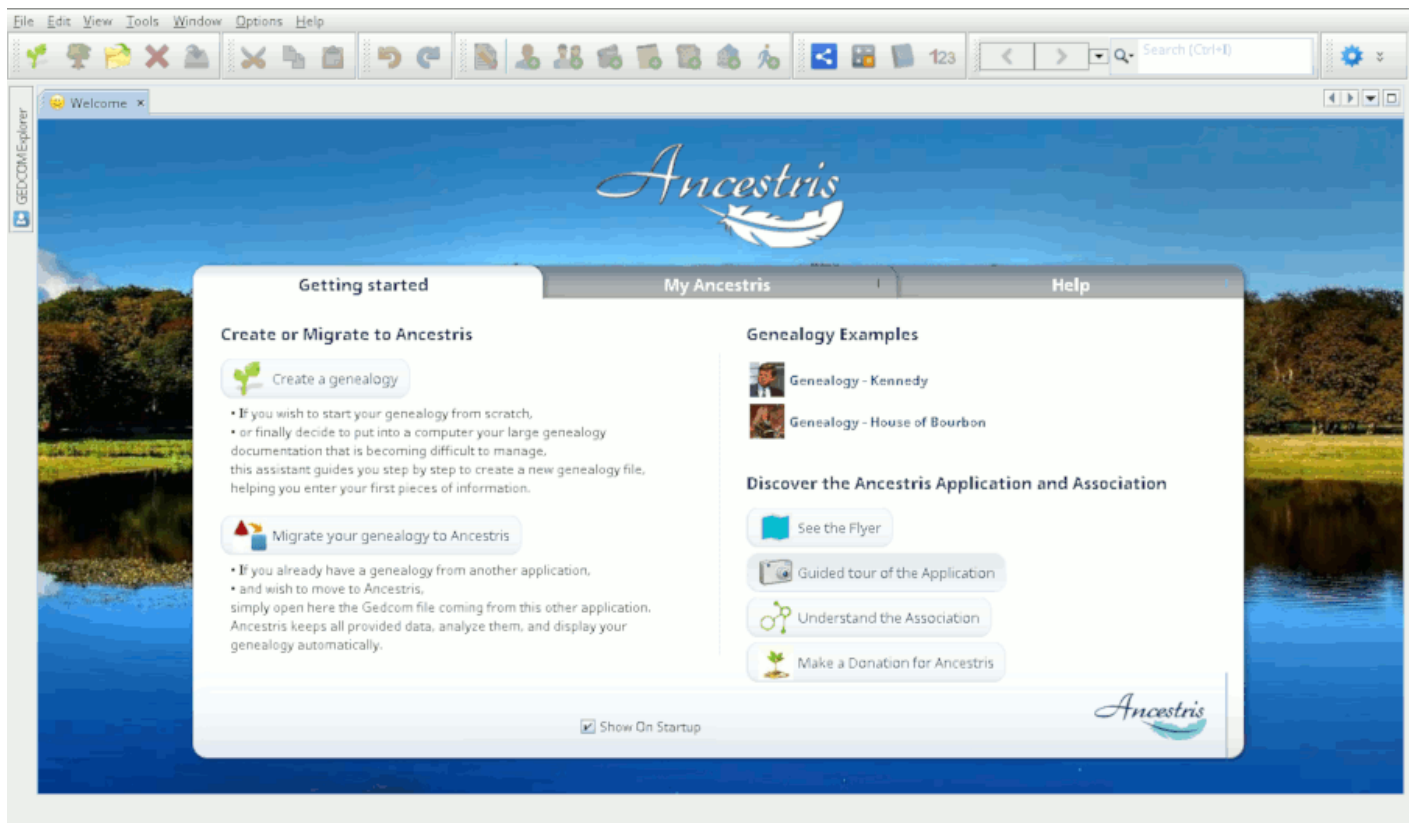 File Edit View Tools Window Options Help
123
Search (Ctrl+I)
Welcome
GEDCOM Explorer
Ancestris
Getting started
My Ancestris
Help
Create or Migrate to Ancestris
Create a genealogy
• If you wish to start your genealogy from scratch,
• or finally decide to put into a computer your large genealogy
documentation that is becoming difficult to manage,
this assistant guides you step by step to create a new genealogy file,
helping you enter your first pieces of information.
Migrate your genealogy to Ancestris
• If you already have a genealogy from another application,
• and wish to move to Ancestris,
simply open here the Gedcom file coming from this other application.
Ancestris keeps all provided data, analyze them, and display your
genealogy automatically.
Genealogy Examples
Genealogy - Kennedy
Genealogy - House of Bourbon
Discover the Ancestris Application and Association
See the Flyer
Guided tour of the Application
Understand the Association
Make a Donation for Ancestris
Show On Startup
Ancestris